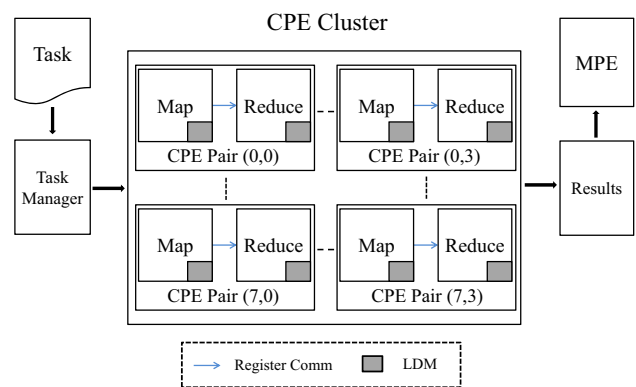 CPE Cluster
Task
MPE
Map
Reduce
Map
Reduce
CPE Pair (0,0)
CPE Pair (0,3)
Task
Manager
Results
Map
Reduce
Map
Reduce
CPE Pair (7,0)
CPE Pair (7,3)
Register Comm
LDM